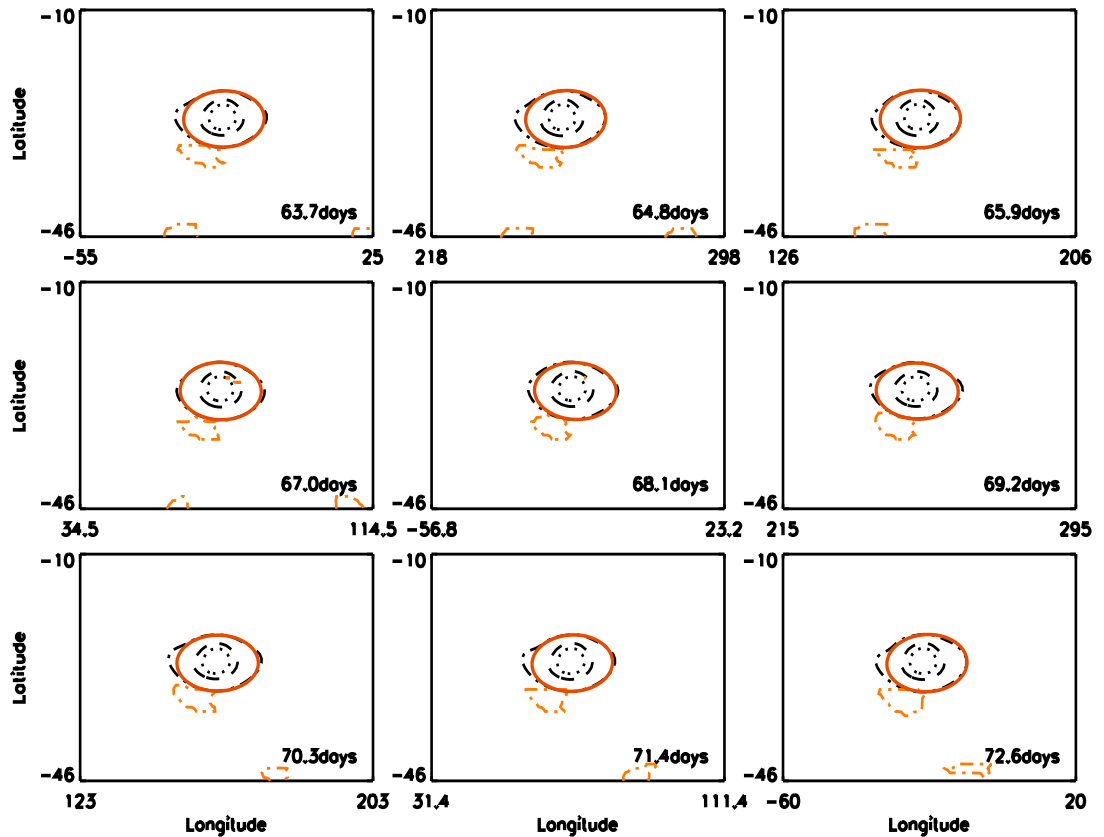 -10 -10 -10
Latitude
63.7days 64.8days 65.9days
-46 -46 -46
-55 25 218 298 126 206
-10 -10 -10
Latitude
67.0days 68.1days 69.2days
-46 -46 -46
34.5 114.5 -56.8 23.2 215 295
-10 -10 -10
Latitude
70.3days 71.4days 72.6days
-46 -46 -46
123 203 31.4 111.4 -60 20
Longitude Longitude Longitude